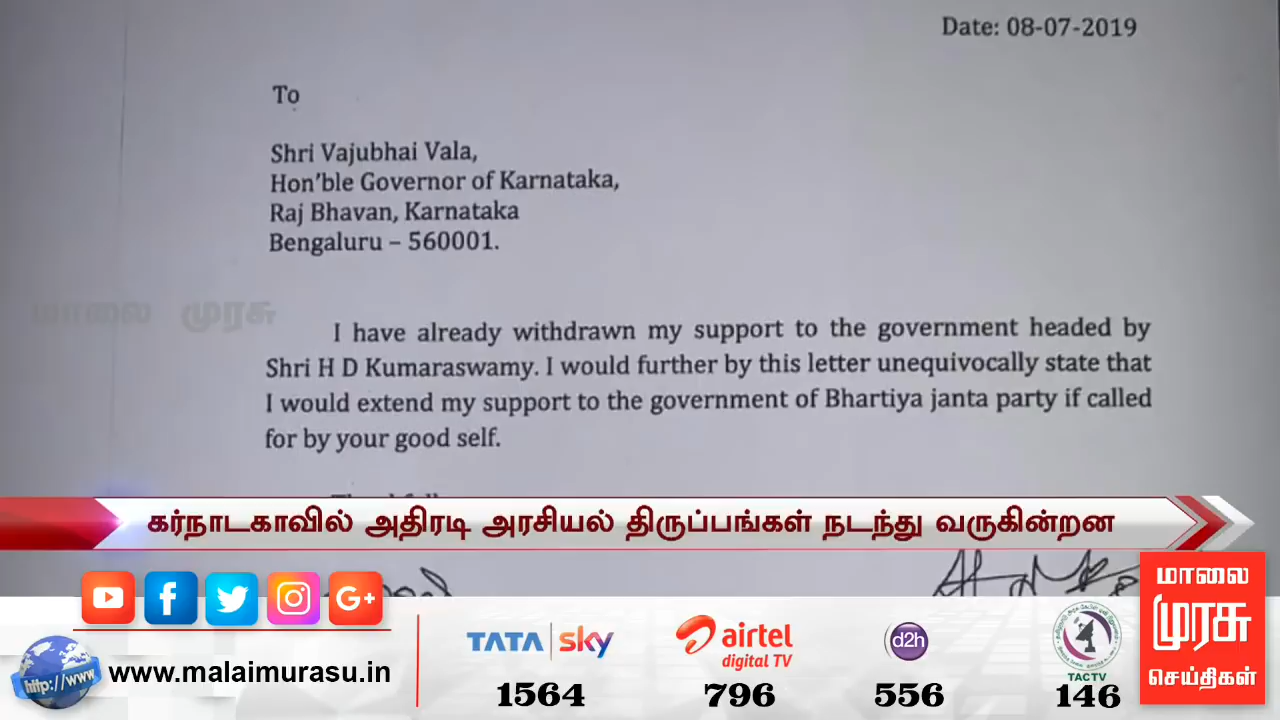 Date: 08-07-2019
To
Shri Vajubhai Vala,
Hon'ble Governor of Karnataka,
Raj Bhavan, Karnataka
Bengaluru – 560001.
மாலை முரசு
I have already withdrawn my support to the government headed by
Shri H D Kumaraswamy. I would further by this letter unequivocally state that
I would extend my support to the government of Bhartiya janta party if called
for by your good self.
கர்நாடகாவில் அதிரடி அரசியல் திருப்பங்கள் நடந்து வருகின்றன
மாலை
முரசு
செய்திகள்
f
G+
http://www
www.malaimurasu.in
TATA sky
1564
airtel
digital TV
796
d2h
556
TACTV
146